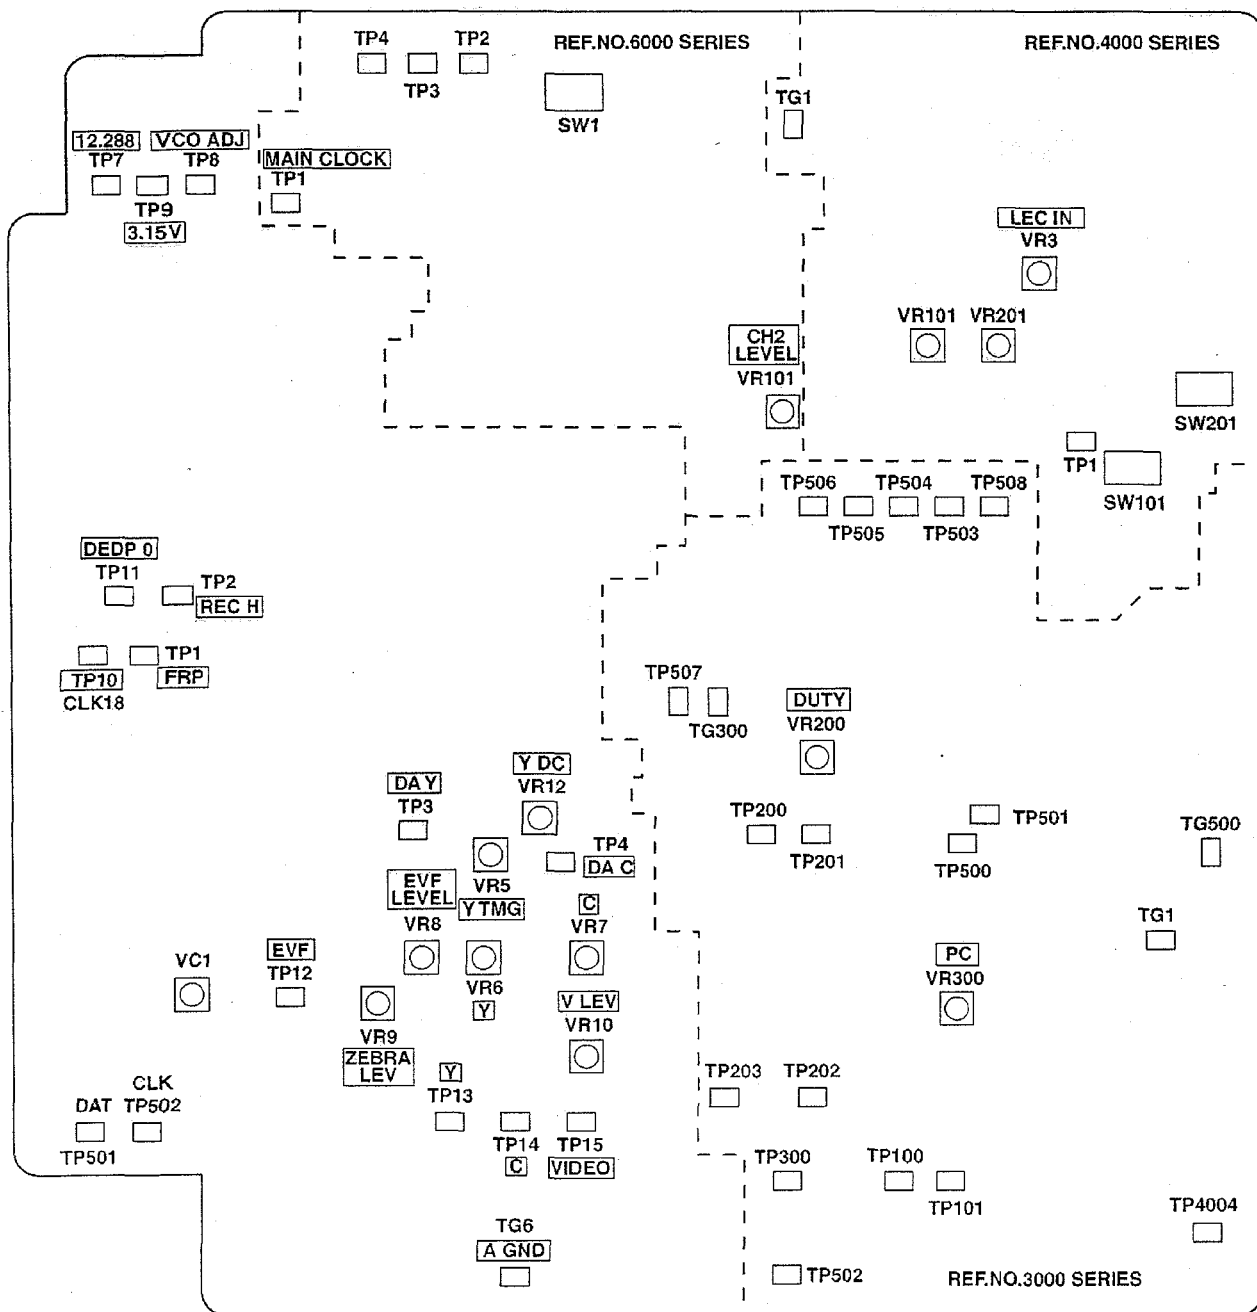 TP4
TP2
REF.NO.6000 SERIES
REF.NO.4000 SERIES
TP3
SW1
TG1
12.288
VCO ADJ
TP7
TP8
MAIN CLOCK
TP1
TP9
3.15V
LEC IN
VR3
VR101
VR201
CH2
LEVEL
VR101
SW201
TP1
SW101
TP506
TP504
TP508
TP505
TP503
DEDP 0
TP11
TP2
REC H
TP1
TP10
FRP
CLK18
TP507
TG300
DUTY
VR200
Y DC
VR12
DA Y
TP3
TP200
TP201
TP501
TP500
TG500
TP4
DA C
VR5
Y TMG
EVF
LEVEL
VR8
C
VR7
TG1
EVF
TP12
VC1
VR6
Y
PC
VR300
V LEV
VR10
VR9
ZEBRA
LEV
Y
TP13
TP203
TP202
CLK
DAT
TP502
TP501
TP14
C
TP15
VIDEO
TP300
TP100
TP101
TP4004
TG6
A GND
TP502
REF.NO.3000 SERIES